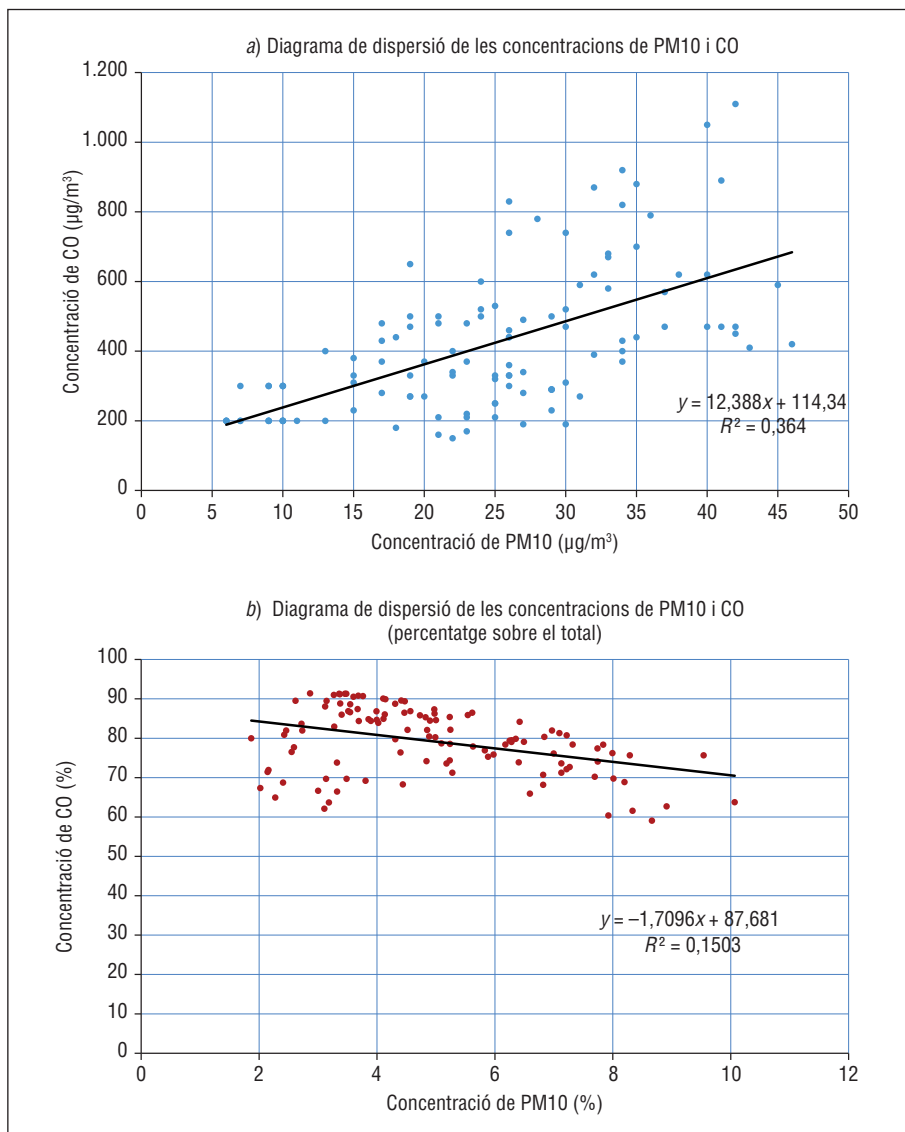 a) Diagrama de dispersió de les concentracions de PM10 i CO
Concentració de CO (µg/m³)
1.200
1.000
800
600
400
200
0
y = 12,388x + 114,34
R² = 0,364
0 5 10 15 20 25 30 35 40 45 50
Concentració de PM10 (µg/m³)
b) Diagrama de dispersió de les concentracions de PM10 i CO
(percentatge sobre el total)
Concentració de CO (%)
100
90
80
70
60
50
40
30
20
10
0
y = –1,7096x + 87,681
R² = 0,1503
0 2 4 6 8 10 12
Concentració de PM10 (%)